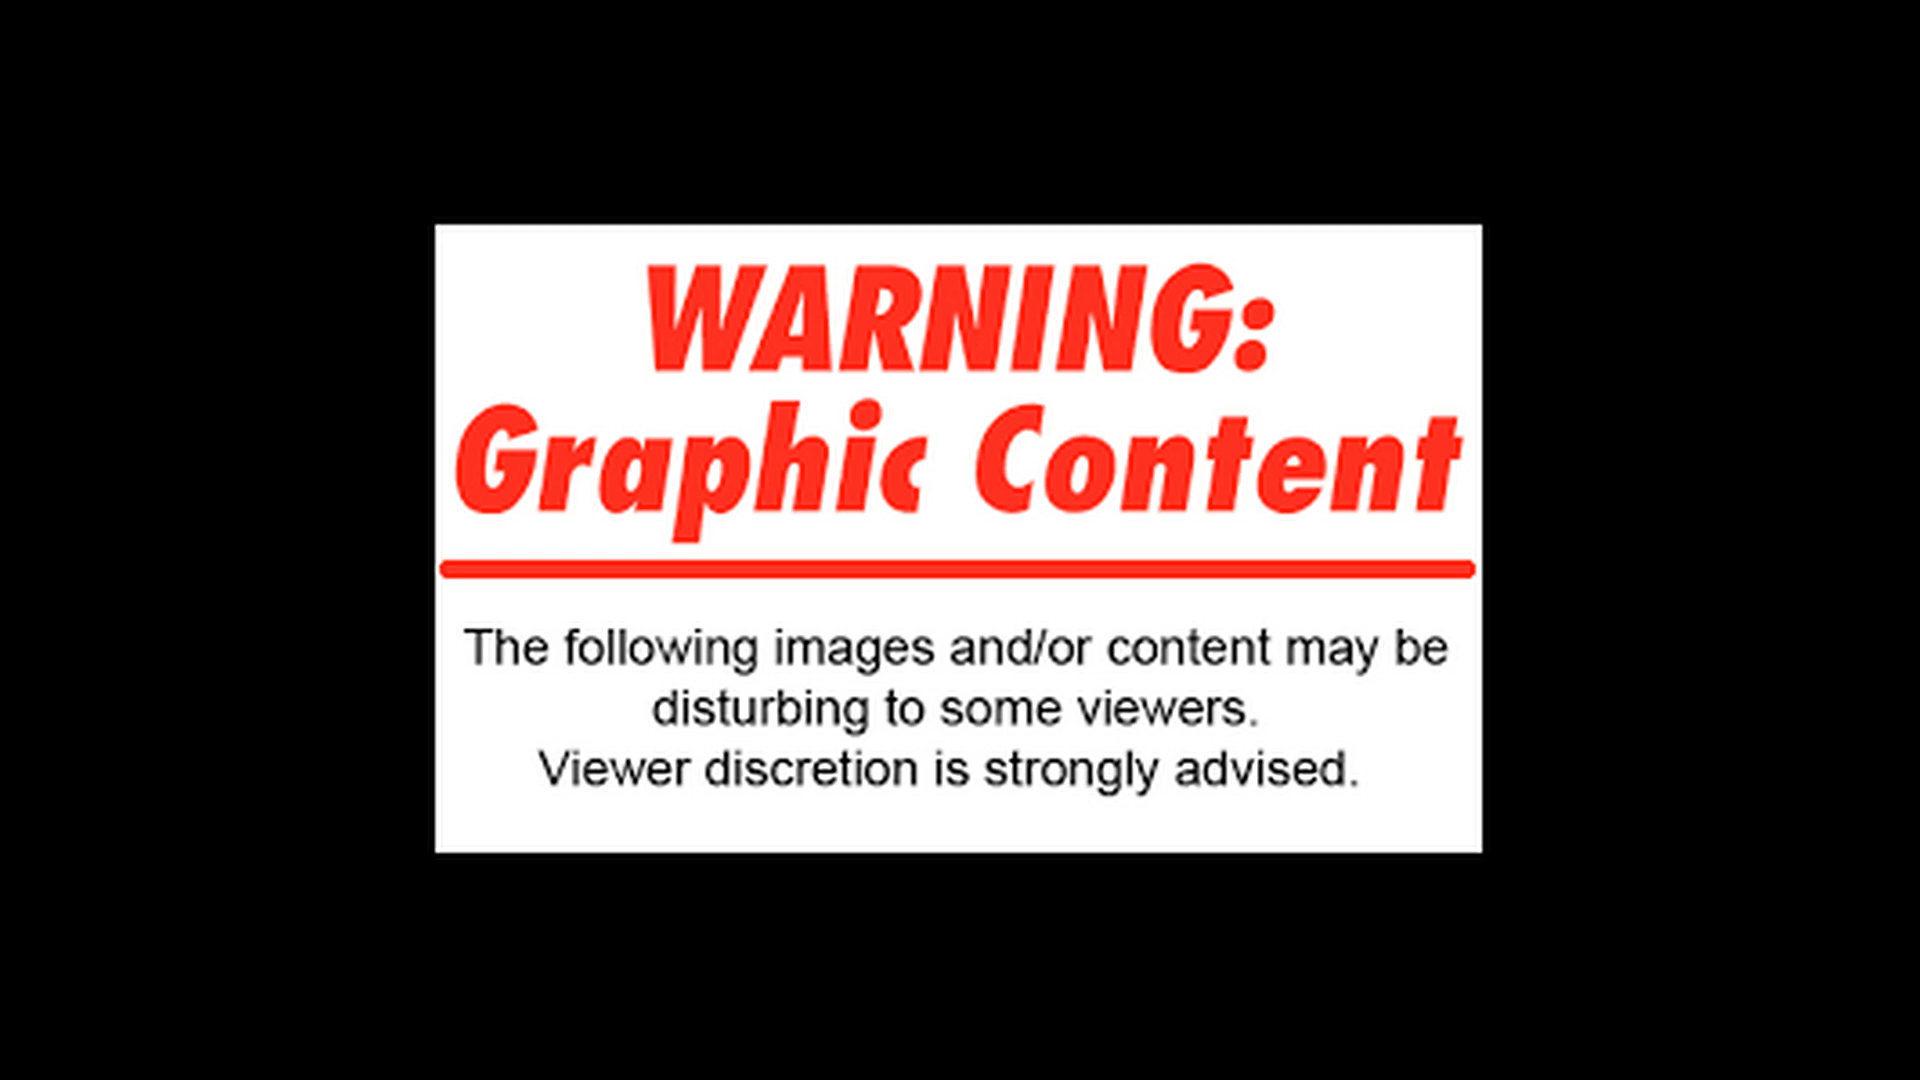 WARNING:
Graphic Content
The following images and/or content may be
disturbing to some viewers.
Viewer discretion is strongly advised.